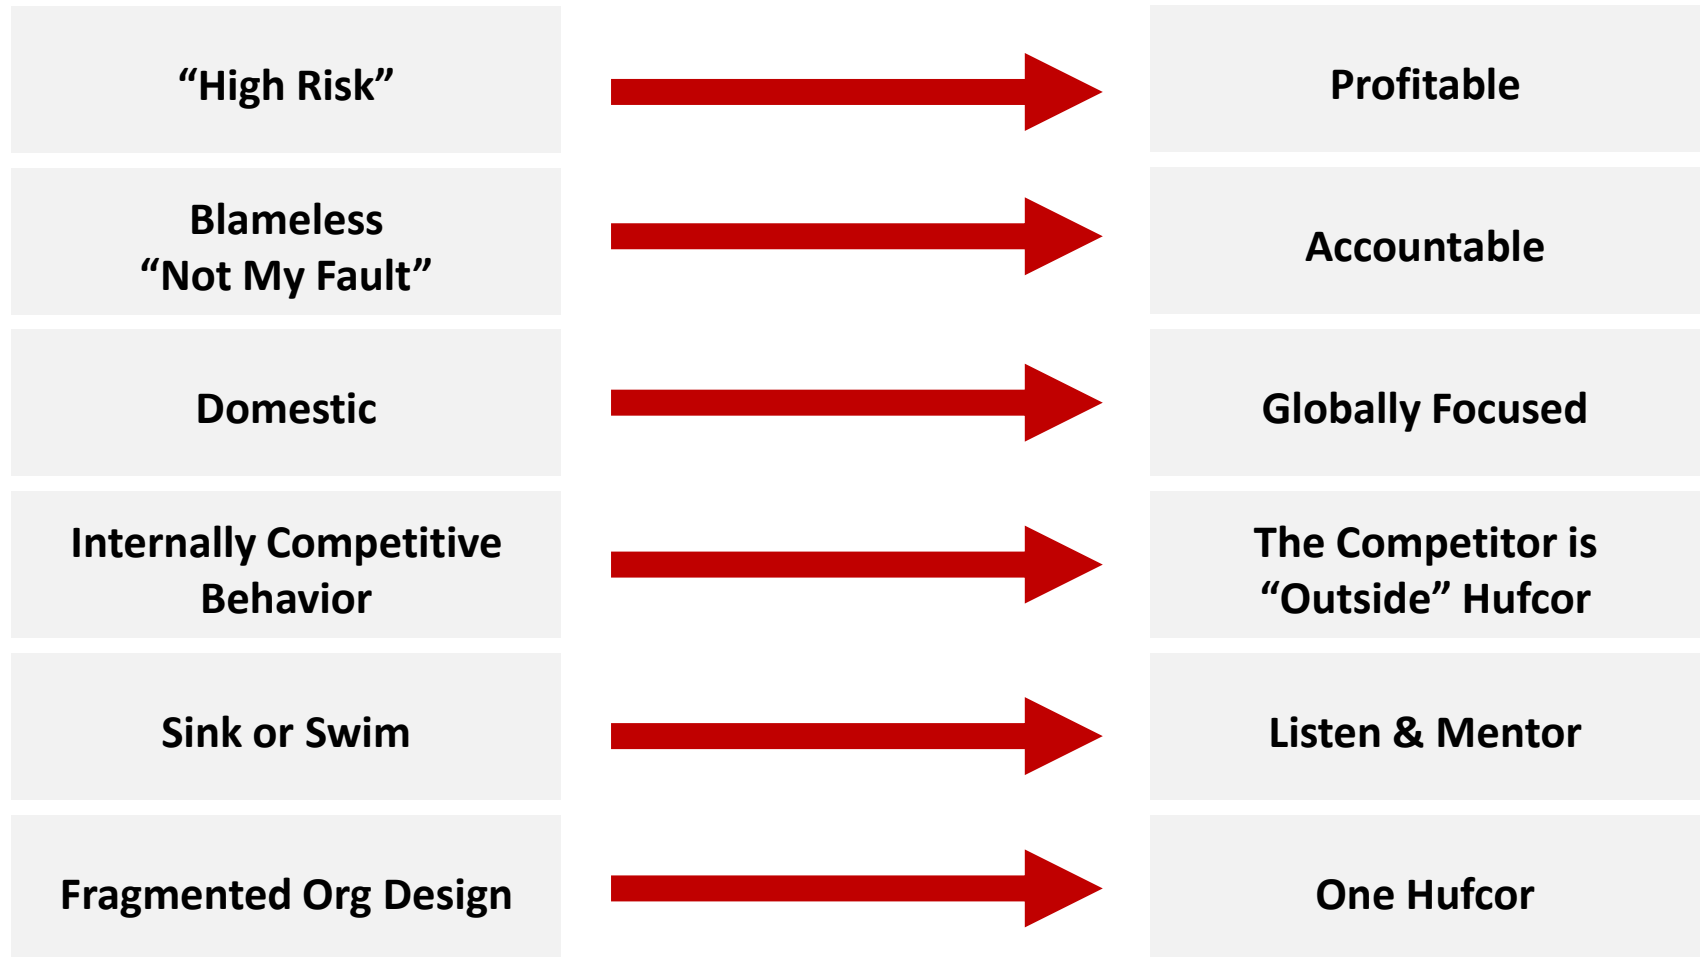 “High Risk”
Profitable
Blameless
“Not My Fault”
Accountable
Domestic
Globally Focused
Internally Competitive
Behavior
The Competitor is
“Outside” Hufcor
Sink or Swim
Listen & Mentor
Fragmented Org Design
One Hufcor